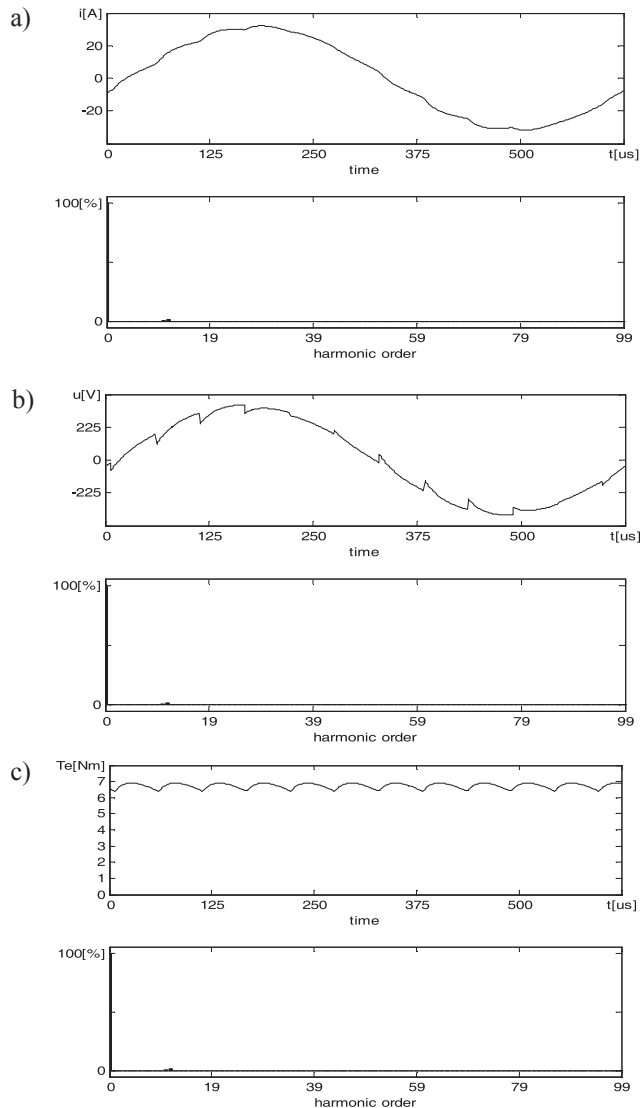 a)
i[A]
20
0
-20
0 125 250 375 500 t[us]
time
100[%]
0
0 19 39 59 79 99
harmonic order
b)
u[V]
225
0
-225
0 125 250 375 500 t[us]
time
100[%]
0
0 19 39 59 79 99
harmonic order
c)
Te[Nm]
7
6
5
4
3
2
1
0
0 125 250 375 500 t[us]
time
100[%]
0
0 19 39 59 79 99
harmonic order